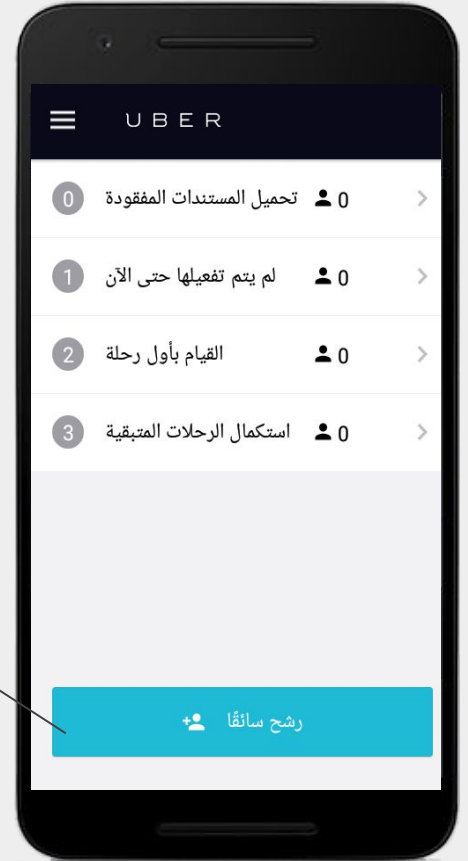 UBER
0 تحميل المستندات المفقودة 0
1 لم يتم تفعيلها حتى الآن 0
2 القيام بأول رحلة 0
3 استكمال الرحلات المتبقية 0
رشح سائقًا